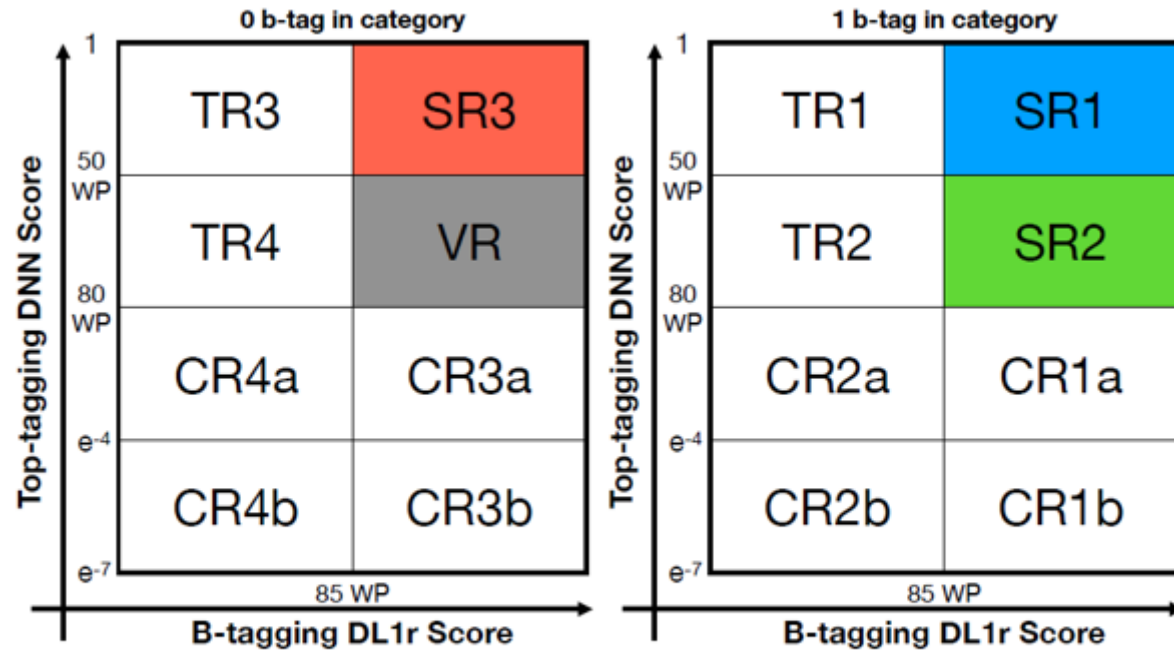 0 b-tag in category
1
TR3
SR3
50
WP
TR4
VR
80
WP
CR4a
CR3a
e-4
CR4b
CR3b
e-7
85 WP
B-tagging DL1r Score
Top-tagging DNN Score
1 b-tag in category
1
TR1
SR1
50
WP
TR2
SR2
80
WP
CR2a
CR1a
e-4
CR2b
CR1b
e-7
85 WP
B-tagging DL1r Score
Top-tagging DNN Score